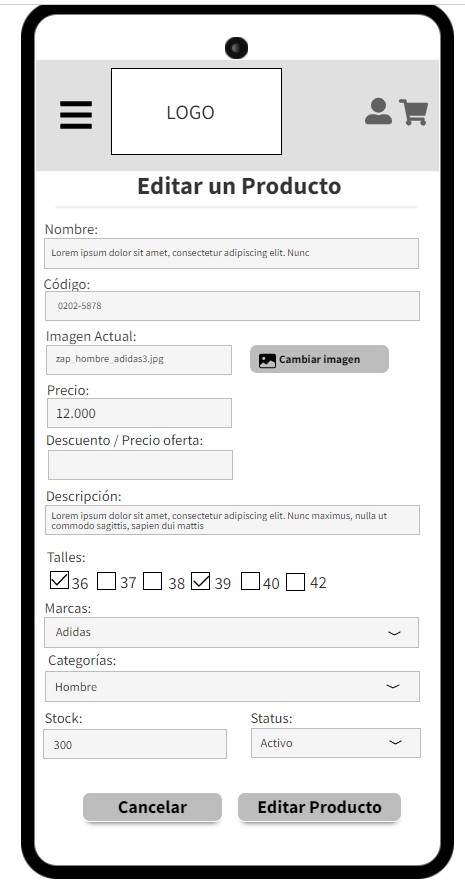 LOGO
Editar un Producto
Nombre:
Lorem ipsum dolor sit amet, consectetur adipiscing elit. Nunc
Código:
0202-5878
Imagen Actual:
zap_hombre_adidas3.jpg
Cambiar imagen
Precio:
12.000
Descuento / Precio oferta:
Descripción:
Lorem ipsum dolor sit amet, consectetur adipiscing elit. Nunc maximus, nulla ut
commodo sagittis, sapien dui mattis
Talles:
36 37 38 39 40 42
Marcas:
Adidas
Categorías:
Hombre
Stock: Status:
300 Activo
Cancelar Editar Producto